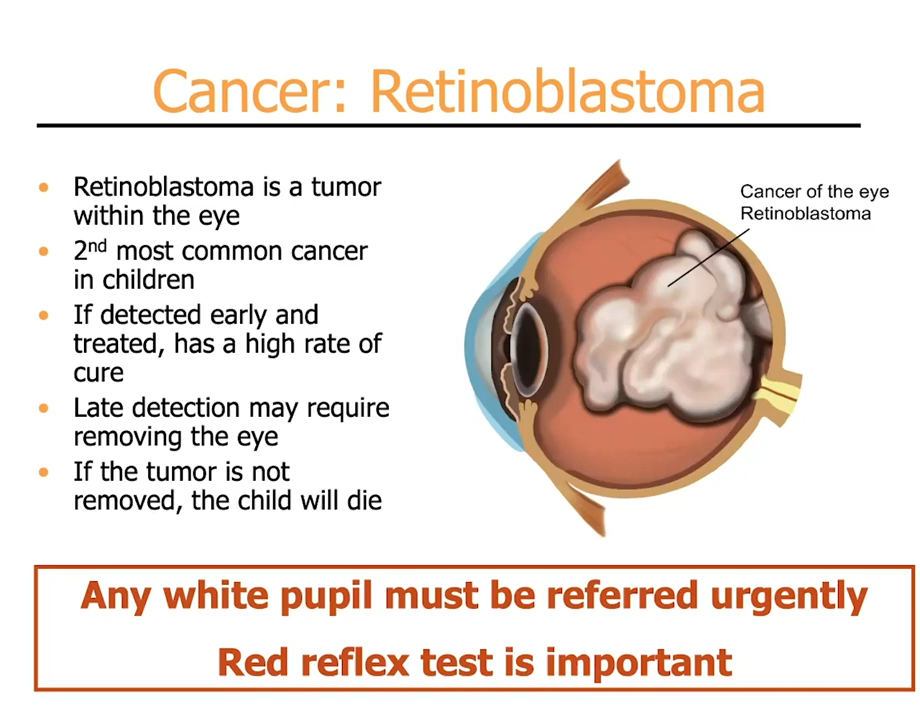 Cancer: Retinoblastoma
• Retinoblastoma is a tumor
within the eye
• 2nd most common cancer
in children
• If detected early and
treated, has a high rate of
cure
• Late detection may require
removing the eye
• If the tumor is not
removed, the child will die
Cancer of the eye
Retinoblastoma
Any white pupil must be referred urgently
Red reflex test is important